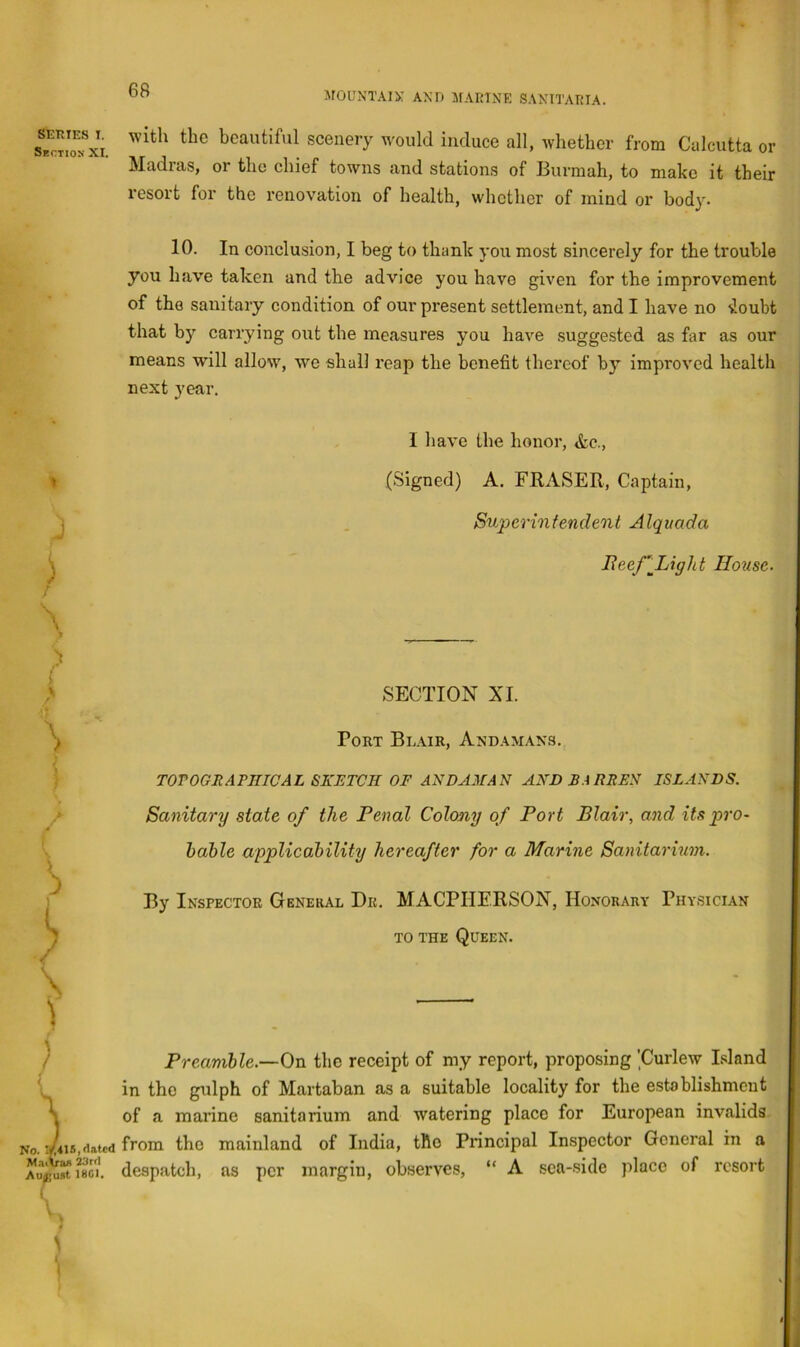 68
MOUNTAIN AND MARINE SANITARIA.
SERIES I.
SECTION XI.
with the beautiful scenery would induce all, whether from Calcutta or
Madras, or the chief towns and stations of Burmah, to make it their
resort for the renovation of health, whether of mind or body.
10. In conclusion, I beg to thank you most sincerely for the trouble
you have taken and the advice you have given for the improvement
of the sanitary condition of our present settlement, and I have no doubt
that by carrying out the measures you have suggested as far as our
means will allow, we shall reap the benefit thereof by improved health
next year.
I have the honor, &c.,
(Signed) A. FRASER, Captain,
Superintendent Alquada
Reef Light House.
SECTION XI.
PORT BLAIR, ANDAMANS.
TOPOGRAPHICAL SKETCH OF ANDAMAN AND BARREN ISLANDS.
Sanitary state of the Penal Colony of Port Blair, and its pro-
bable applicability hereafter for a Marine Sanitarium.
By INSPECTOR GENERAL DR. MACPHERSON, HONORARY PHYSICIAN
TO THE QUEEN.
Preamble.—On the receipt of my report, proposing 'Curlew Island
in the gulph of Martaban as a suitable locality for the establishment
of a marine sanitarium and watering place for European invalids
from the mainland of India, the Principal Inspector General in a
despatch, as per margin, observes, “ A sea-side place of resort
415, dated
Madras 23rd
August 1861.